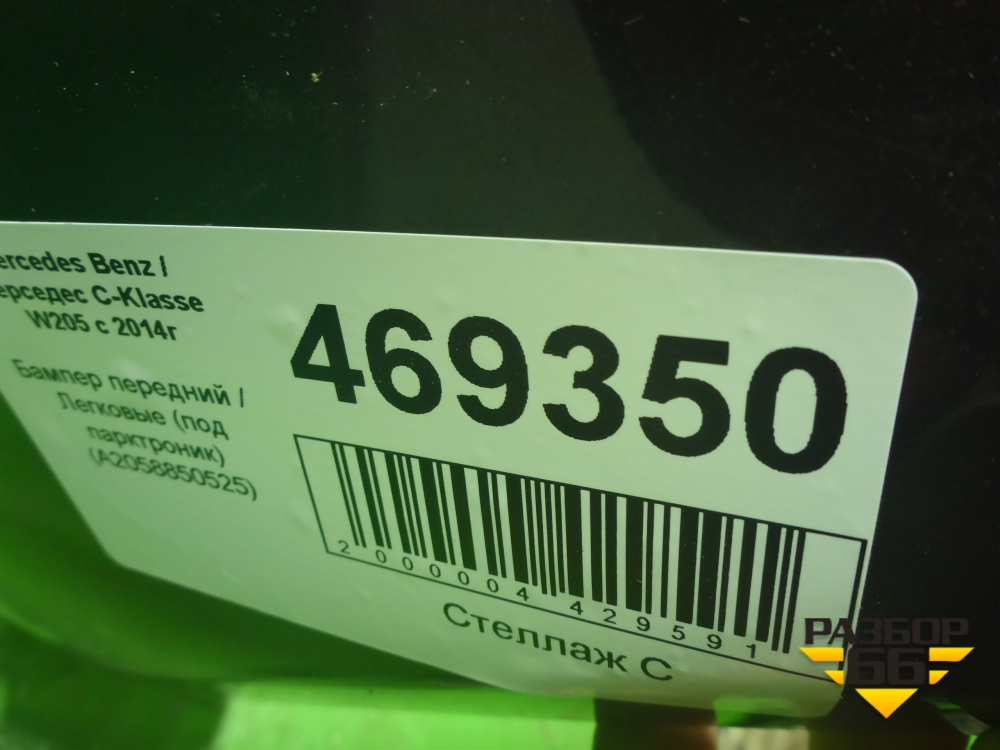 ercedes Benz /
ерседес C-Klasse
W205 с 2014г
Бампер передний /
Легковые (под
парктроник)
(A2058850525)
469350
2000004429591
Стеллаж С
РАЗБОР
66